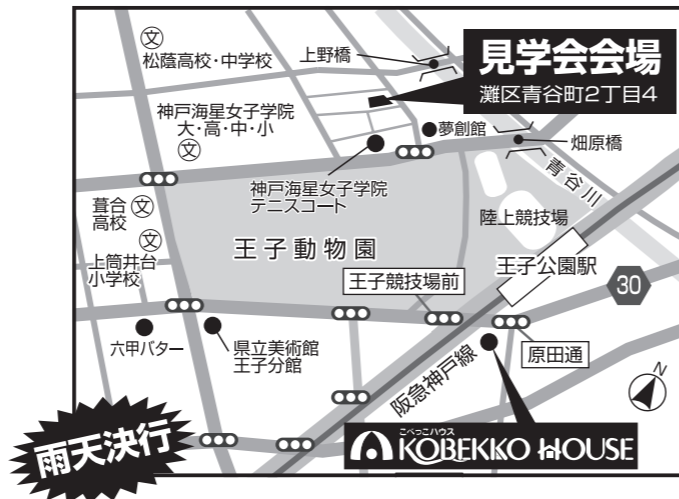 文
松蔭高校・中学校
上野橋
見学会会場
灘区青谷町2丁目4
神戸海星女子学院
大・高・中・小
文
夢創館
畑原橋
青谷川
神戸海星女子学院
テニスコート
葺合
高校
文
陸上競技場
王子動物園
文
上筒井台
小学校
王子公園駅
王子競技場前
30
六甲バター
県立美術館
王子分館
原田通
阪急神戸線
N
こべっこハウス
KOBEKKO HOUSE
雨天決行